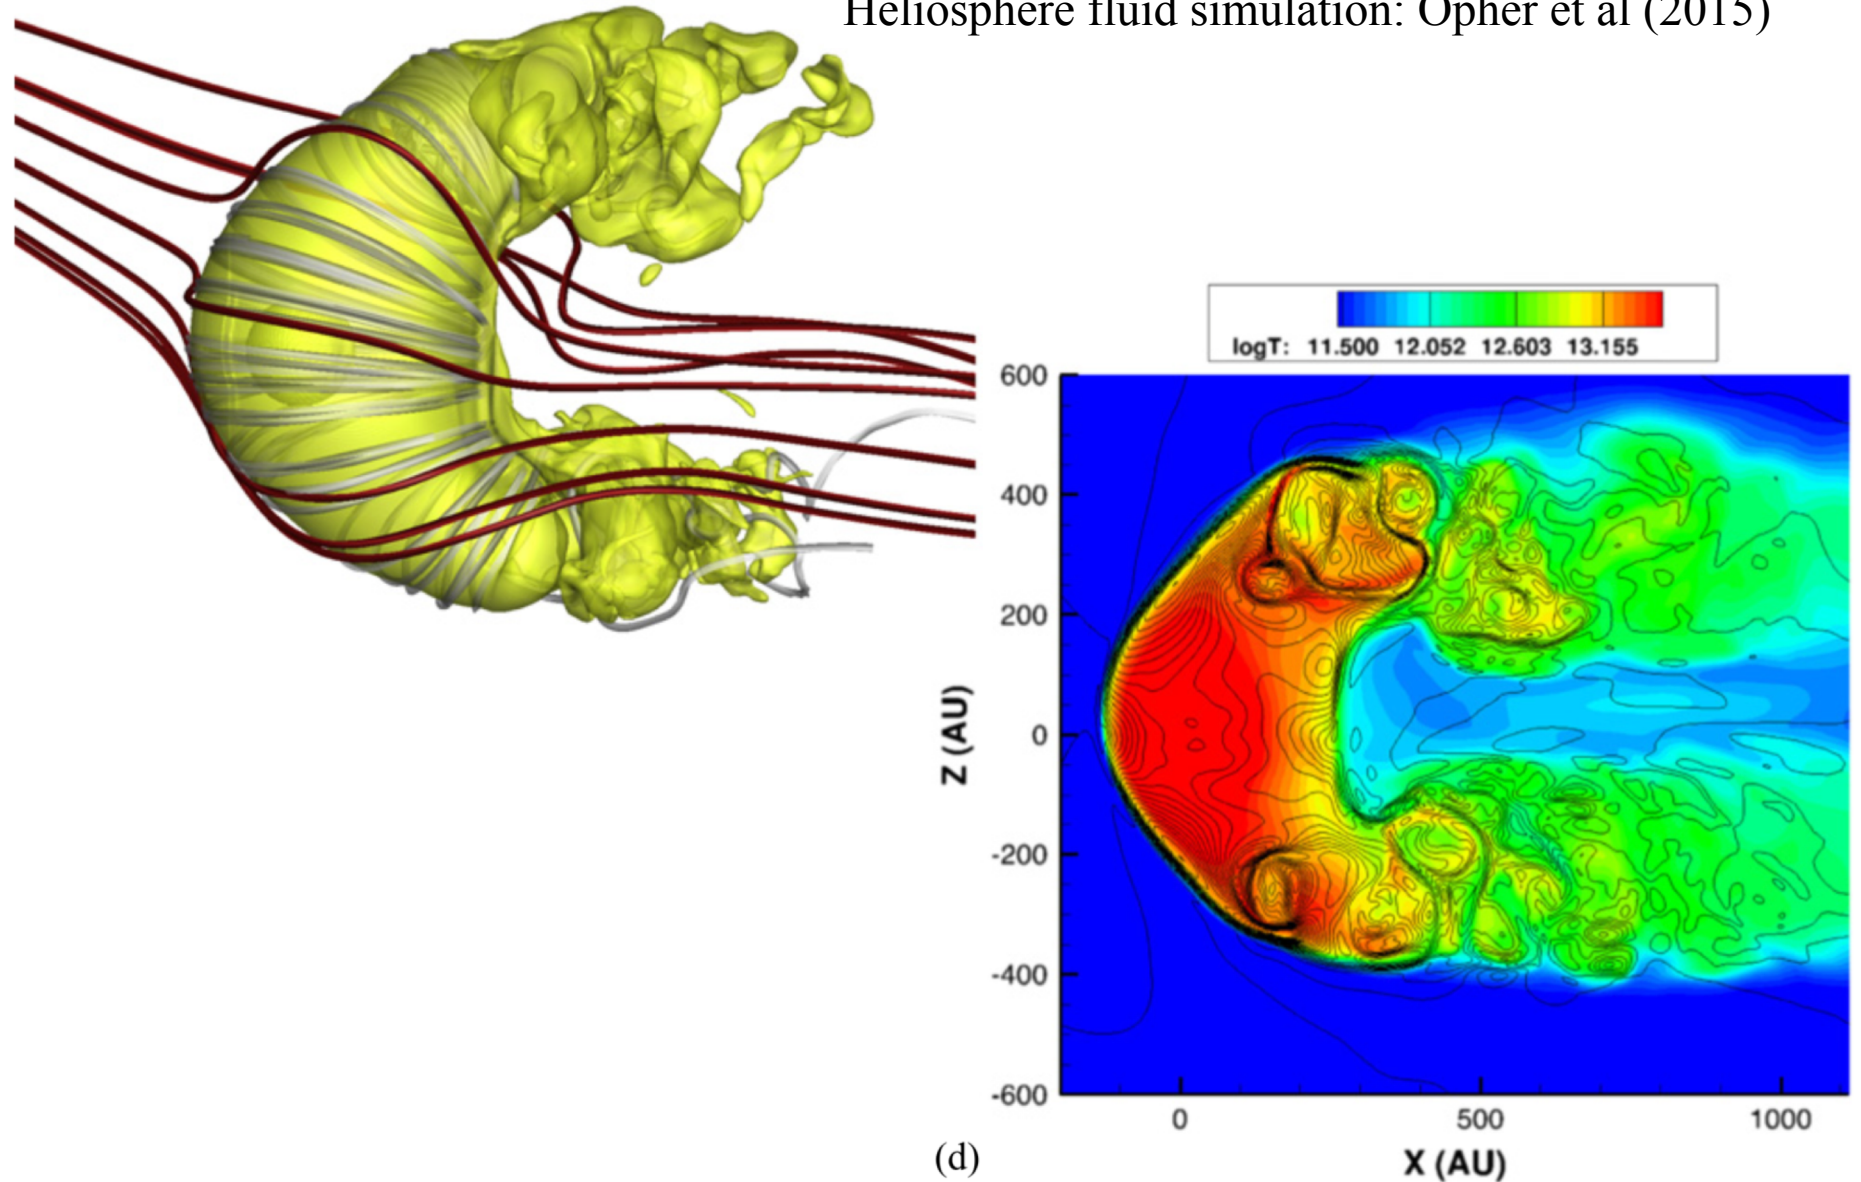 Heliosphere fluid simulation: Opher et al (2015)
logT: 11.500 12.052 12.603 13.155
600
400
200
0
-200
-400
-600
Z (AU)
0 500 1000
X (AU)
(d)